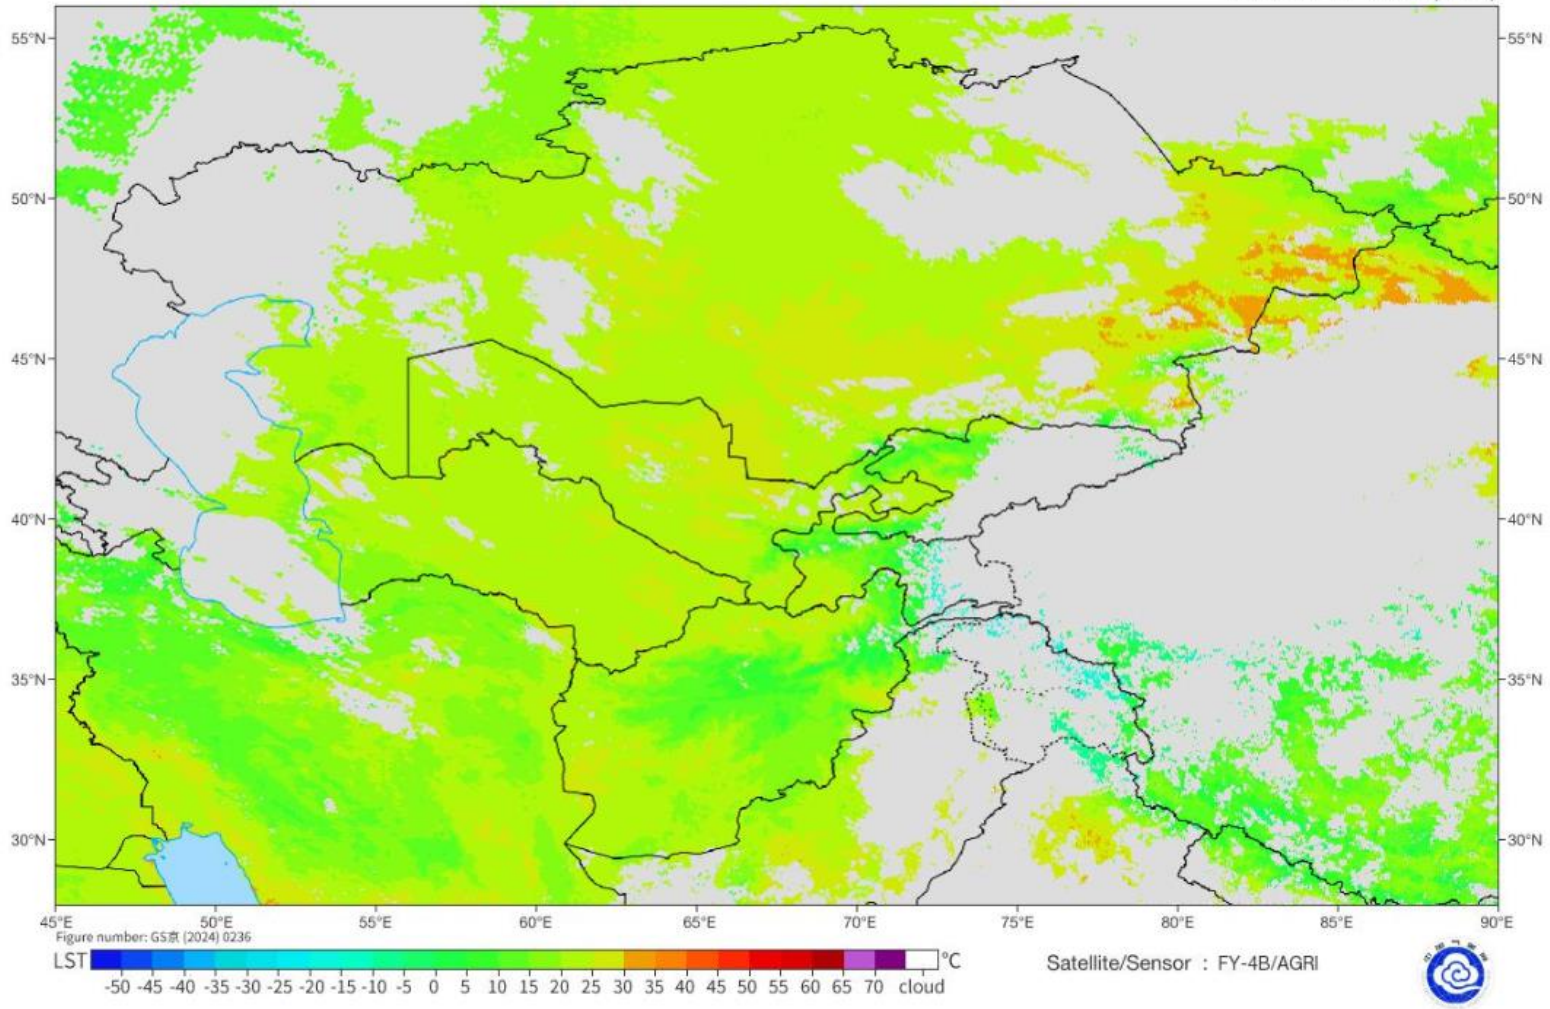 55°N 55°N
50°N 50°N
45°N 45°N
40°N 40°N
35°N 35°N
30°N 30°N
45°E 50°E 55°E 60°E 65°E 70°E 75°E 80°E 85°E 90°E
Figure number: GS京 (2024) 0236
LST °C
-50 -45 -40 -35 -30 -25 -20 -15 -10 -5 0 5 10 15 20 25 30 35 40 45 50 55 60 65 70 cloud
Satellite/Sensor : FY-4B/AGRI